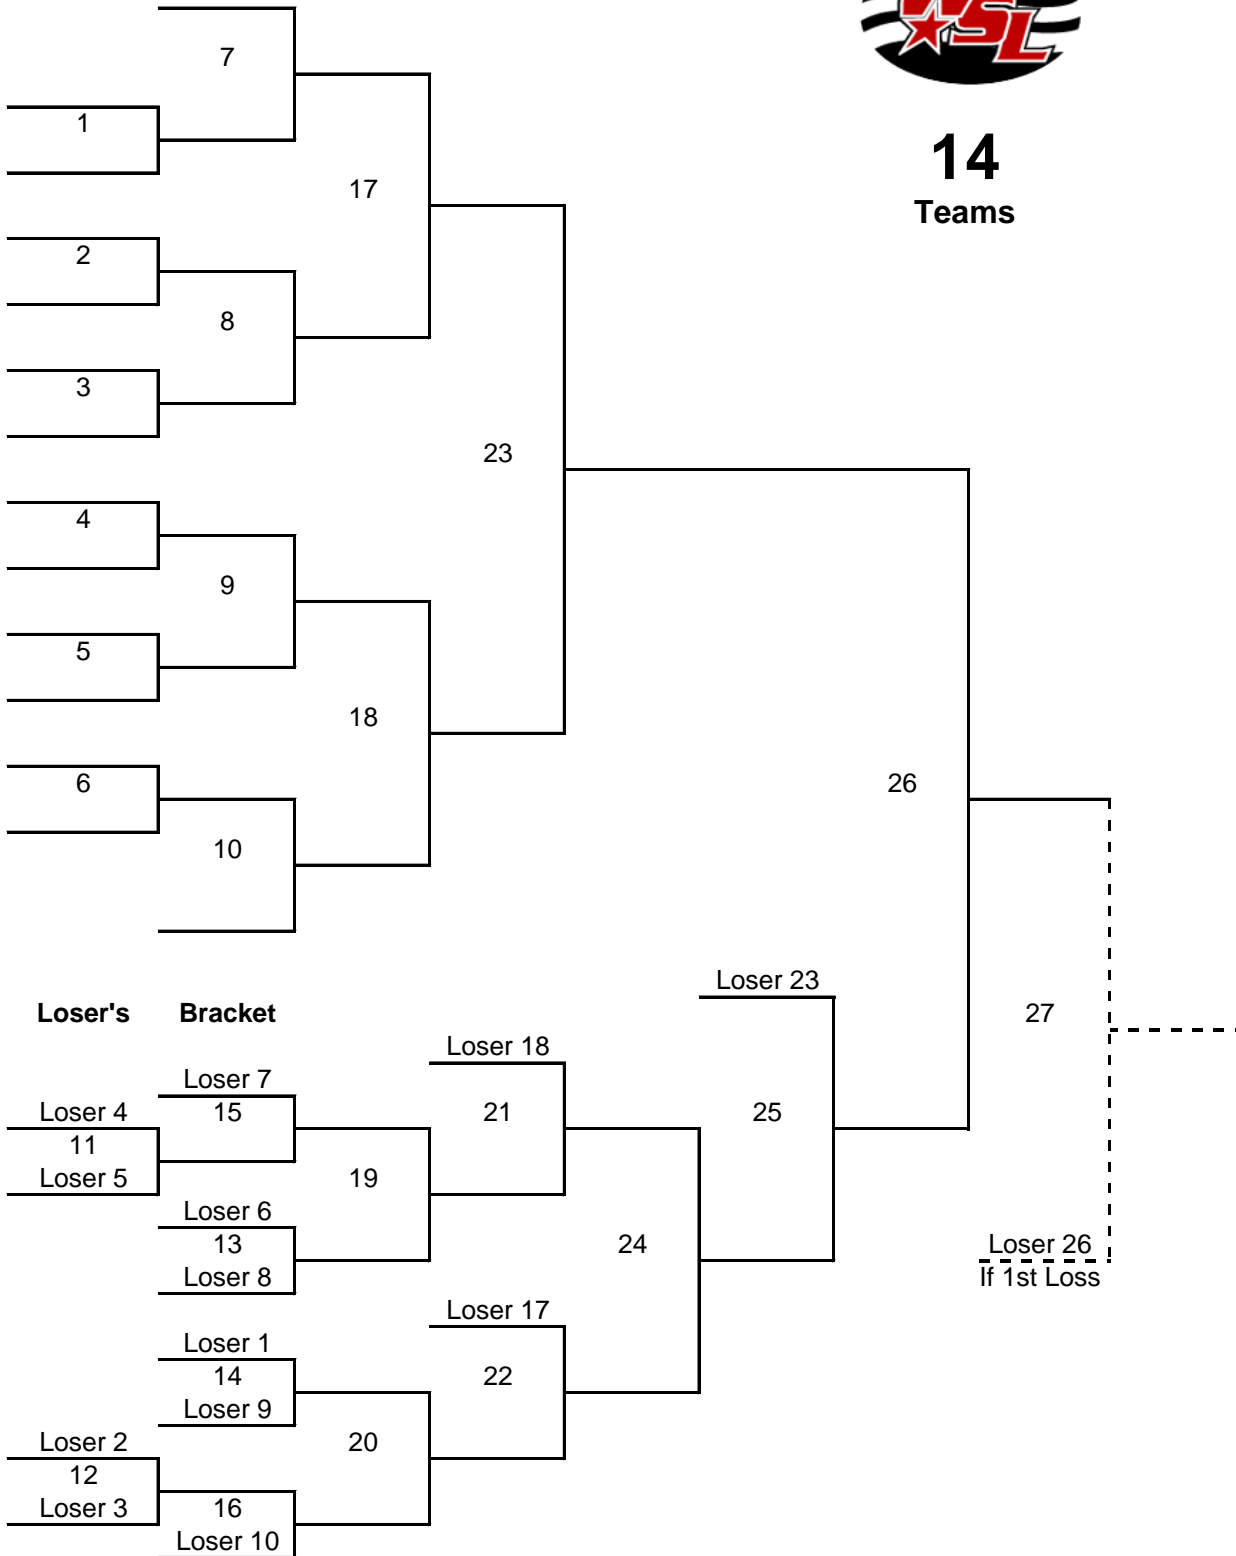 WSL
7
1
14
Teams
17
2
8
3
23
4
9
5
18
6
26
10
Loser 23
Loser's Bracket
27
Loser 18
Loser 7
Loser 4
15
21
25
11
Loser 5
19
Loser 6
13
24
Loser 26
Loser 8
If 1st Loss
Loser 17
Loser 1
14
22
Loser 9
Loser 2
20
12
Loser 3
16
Loser 10